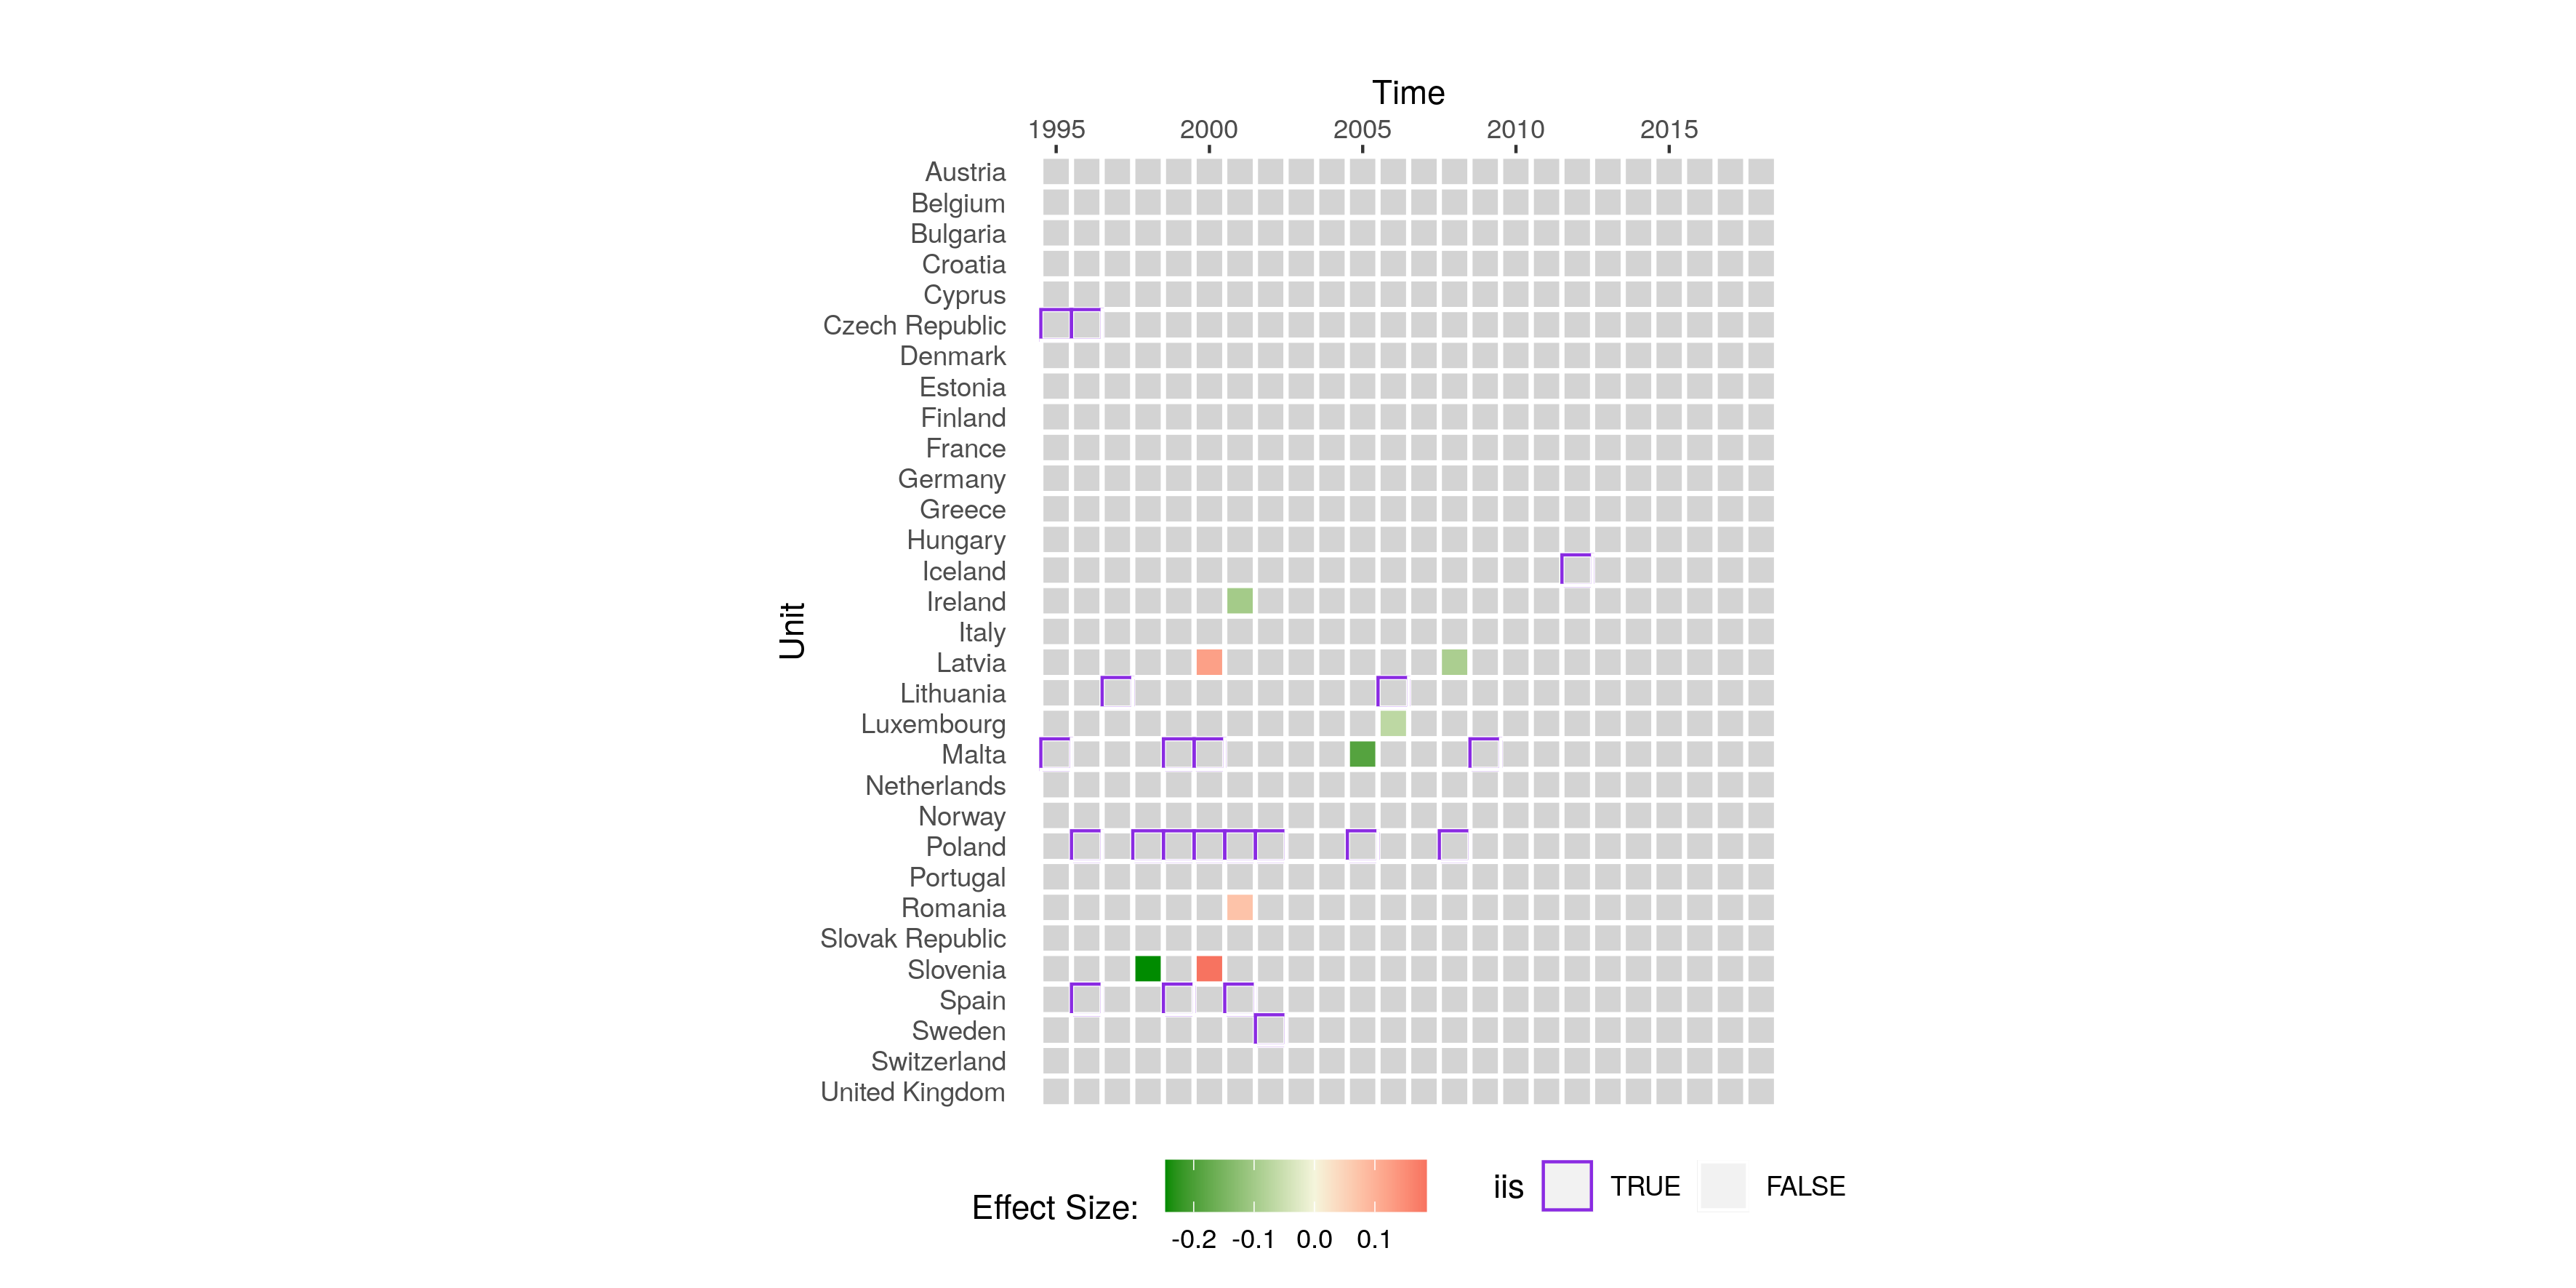 Time
1995 2000 2005 2010 2015
Unit
Austria
Belgium
Bulgaria
Croatia
Cyprus
Czech Republic
Denmark
Estonia
Finland
France
Germany
Greece
Hungary
Iceland
Ireland
Italy
Latvia
Lithuania
Luxembourg
Malta
Netherlands
Norway
Poland
Portugal
Romania
Slovak Republic
Slovenia
Spain
Sweden
Switzerland
United Kingdom
Effect Size:
-0.2 -0.1 0.0 0.1
iis TRUE FALSE